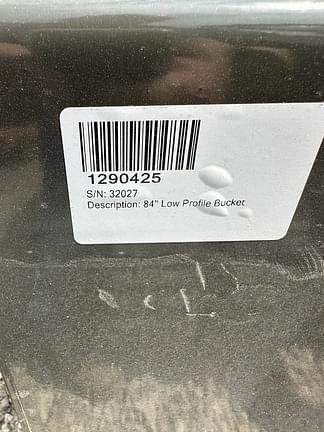 1290425
S/N: 32027
Description: 84" Low Profile Bucket